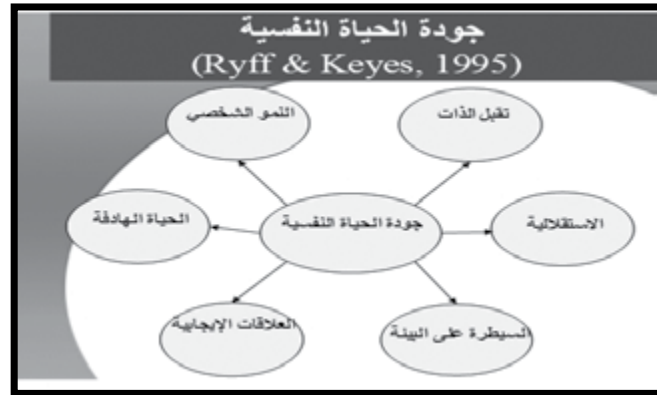 جودة الحياة النفسية
(Ryff & Keyes, 1995)
تقبل الذات
النمو الشخصي
الاستقلالية
جودة الحياة النفسية
الحياة الهادفة
السيطرة على البيئة
العلاقات الإيجابية